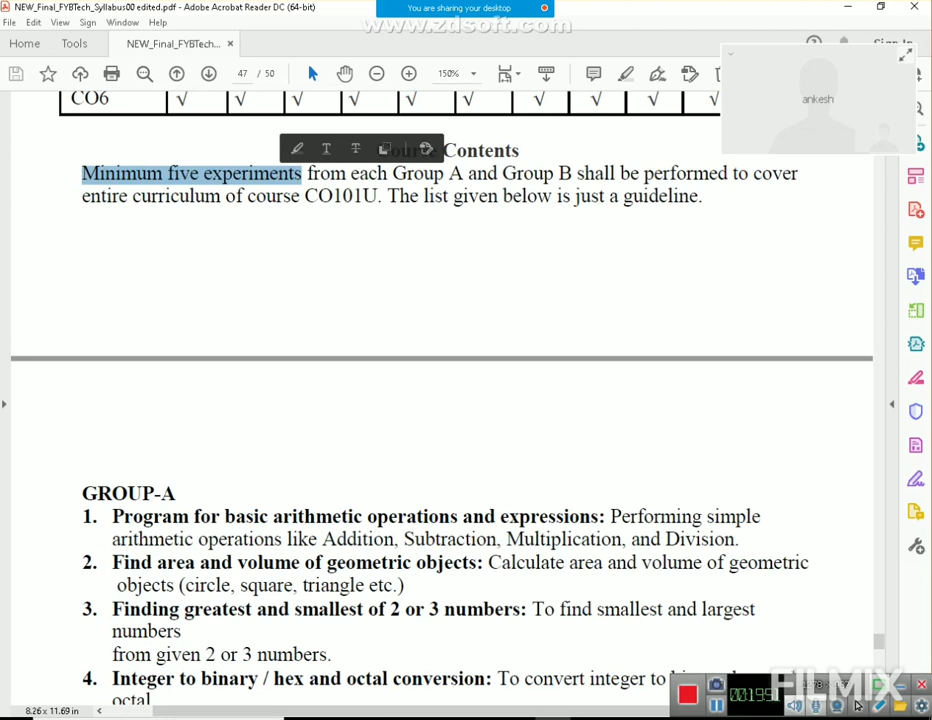 NEW_Final_FYBTech_Syllabus00 edited.pdf - Adobe Acrobat Reader DC (64-bit)
You are sharing your desktop
www.zdsoft.com
File Edit View Sign Window Help
Home Tools NEW_Final_FYBTech... ×
47 / 50
150%
ankesh
CO6 √ √ √ √ √ √ √ √ √ √
Contents
Minimum five experiments from each Group A and Group B shall be performed to cover
entire curriculum of course CO101U. The list given below is just a guideline.
GROUP-A
1. Program for basic arithmetic operations and expressions: Performing simple
arithmetic operations like Addition, Subtraction, Multiplication, and Division.
2. Find area and volume of geometric objects: Calculate area and volume of geometric
objects (circle, square, triangle etc.)
3. Finding greatest and smallest of 2 or 3 numbers: To find smallest and largest
numbers
from given 2 or 3 numbers.
4. Integer to binary / hex and octal conversion: To convert integer to
octal
FILMIX
8.26 x 11.69 in